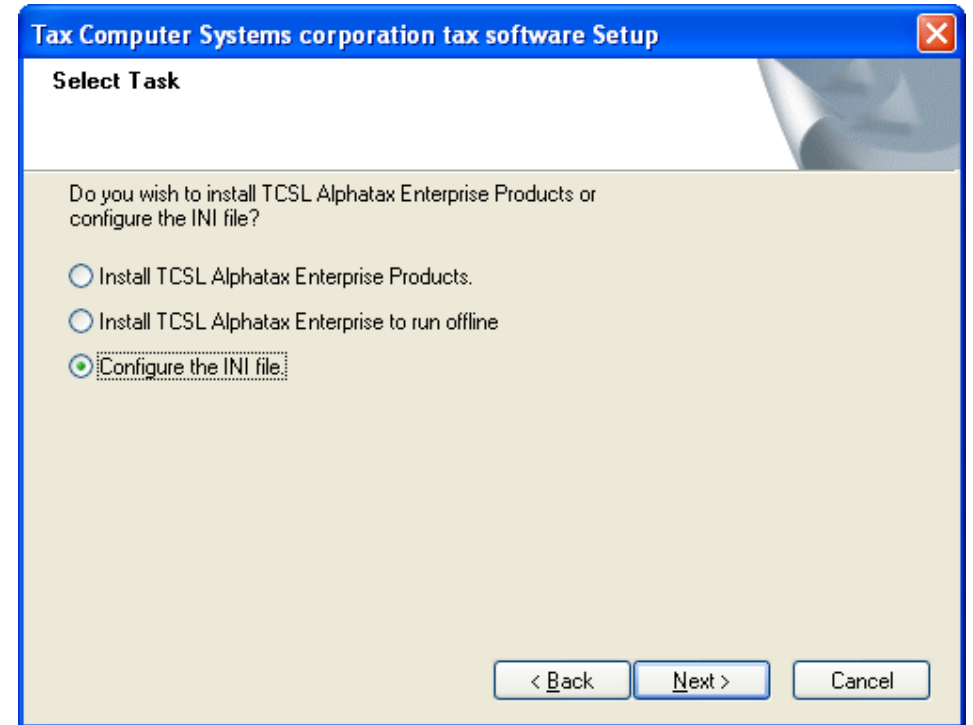 Tax Computer Systems corporation tax software Setup
Select Task
Do you wish to install TCSL Alphatax Enterprise Products or
configure the INI file?
Install TCSL Alphatax Enterprise Products.
Install TCSL Alphatax Enterprise to run offline
Configure the INI file.
< Back Next > Cancel